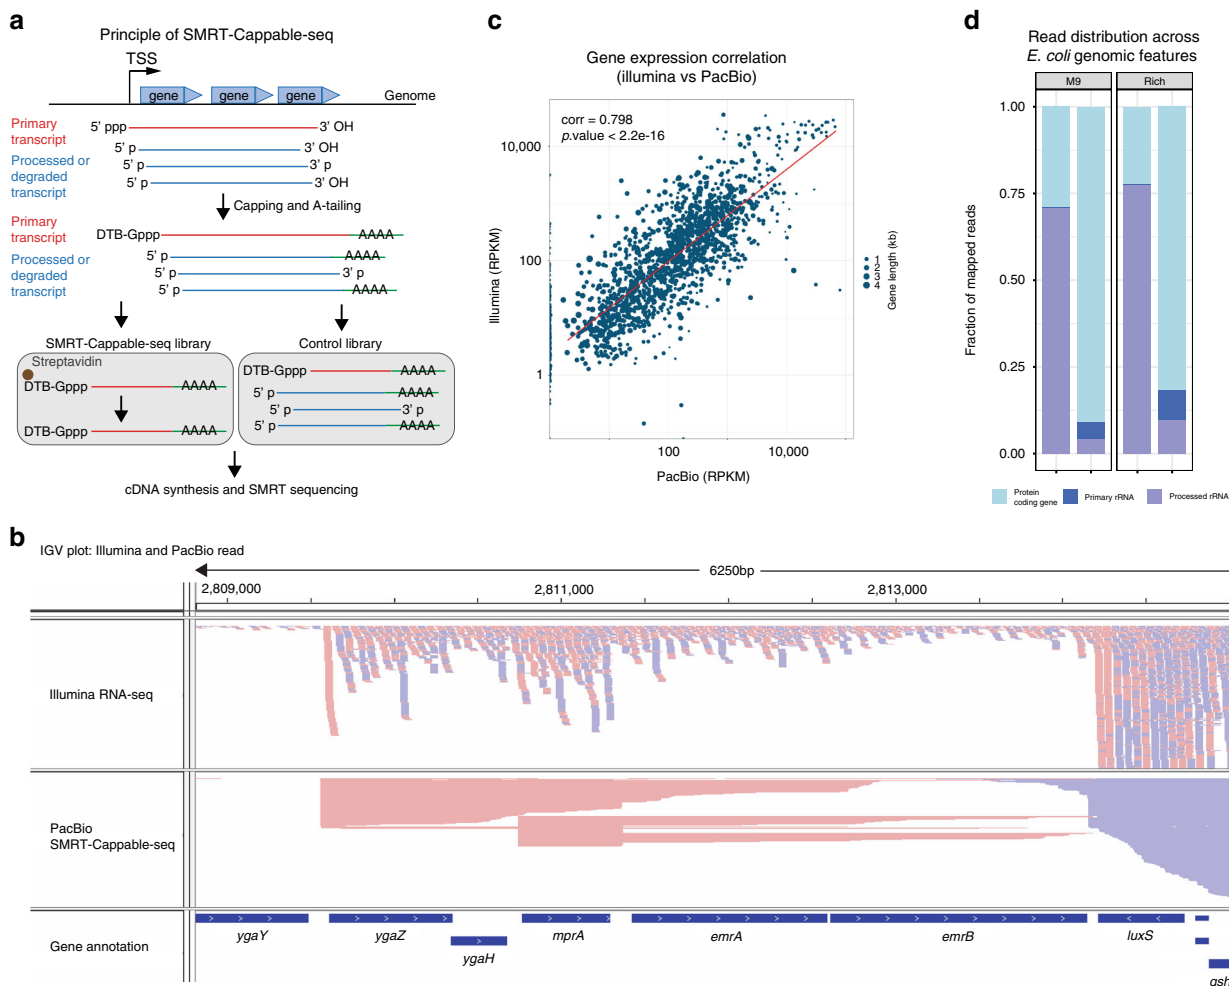 a
Principle of SMRT-Cappable-seq
TSS
gene
gene
gene
Genome
Primary
transcript
5' ppp
3' OH
Processed or
degraded
transcript
5' p
3' OH
5' p
3' p
5' p
3' OH
Capping and A-tailing
Primary
transcript
DTB-Gppp
AAAA
Processed or
degraded
transcript
5' p
AAAA
5' p
3' p
5' p
AAAA
SMRT-Cappable-seq library
Control library
Streptavidin
DTB-Gppp
AAAA
DTB-Gppp
AAAA
DTB-Gppp
AAAA
5' p
AAAA
5' p
3' p
5' p
AAAA
cDNA synthesis and SMRT sequencing
c
Gene expression correlation
(illumina vs PacBio)
corr = 0.798
p.value < 2.2e-16
10,000
100
1
Illumina (RPKM)
100
10,000
PacBio (RPKM)
1
2
3
4
Gene length (kb)
d
Read distribution across
E. coli genomic features
M9
Rich
1.00
0.75
0.50
0.25
0.00
Fraction of mapped reads
Protein
coding gene
Primary rRNA
Processed rRNA
b
IGV plot: Illumina and PacBio read
6250bp
2,809,000
2,811,000
2,813,000
Illumina RNA-seq
PacBio
SMRT-Cappable-seq
Gene annotation
ygaY
ygaZ
ygaH
mprA
emrA
emrB
luxS
gsh